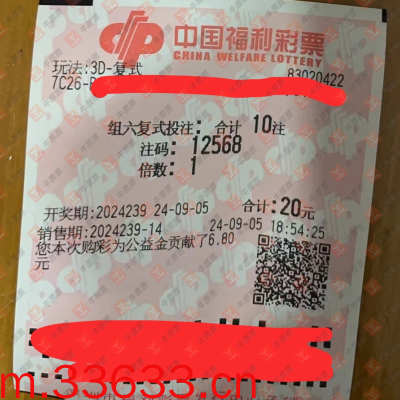 中国福利彩票
CHINA WELFARE LOTTERY
玩法:3D-复式 83020422
7C26-
组六复式投注: 合计 10注
注码: 12568
倍数: 1
开奖期:2024239 24-09-05 合计:20元
销售期:2024239-14 24-09-05 18:54:25
您本次购彩为公益金贡献了6.80
元
m.33633.cn